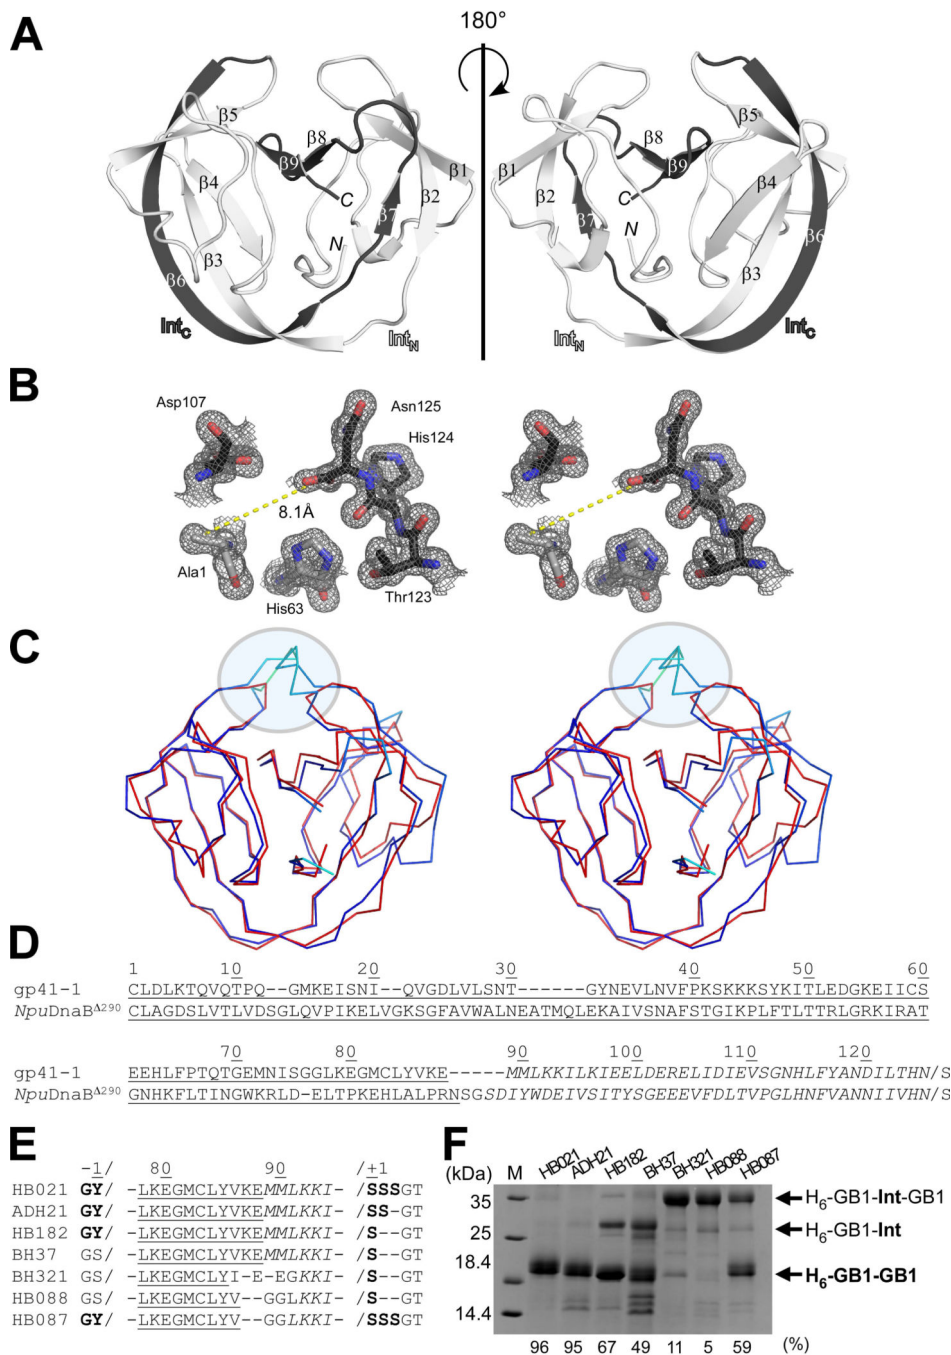 A
180°
β5
β8
β9
β1
β4
β2
C
β7
N
β3
β6
IntC
IntN
β5
β8
β1
β9
β4
β2
C
β7
N
β6
β3
IntN
IntC
B
Asp107
Asn125
His124
8.1Å
Ala1
His63
Thr123
C
D
1 10 20 30 40 50 60
gp41-1 CLDLKTQVQTPQ--GMKEISNI--QVGDLVLSNT------GYNEVLNVFPKSKKKSYKITLEDGKEIICS
NpuDnaBΔ290 CLAGDSLVTLVDSGLQVPIKELVGKSGFAVWALNEATMQLEKAIVSNAFSTGIKPLFTLTTRLGRKIRAT
70 80 90 100 110 120
gp41-1 EEHLFPTQTGEMNISGGLKEGMCLYVKE-----MMLKKILKIEELDERELIDIEVSGNHLFYANDILTHN/S
NpuDnaBΔ290 GNHKFLTINGWKRLD-ELTPKEHLALPRNSGSDIYWDEIVSITYSGEEEVFDLTVPGLHNFVANNIIVHN/S
E
-1/ 80 90 /+1
HB021 GY/ -LKEGMCLYVKEMMLKKI- /SSSGT
ADH21 GY/ -LKEGMCLYVKEMMLKKI- /SS-GT
HB182 GY/ -LKEGMCLYVKEMMLKKI- /S--GT
BH37 GS/ -LKEGMCLYVKEMMLKKI- /S--GT
BH321 GS/ -LKEGMCLYI-E-EGKKI- /S--GT
HB088 GS/ -LKEGMCLY--GGLKKI- /S--GT
HB087 GY/ -LKEGMCLY--GGLKKI- /SSSGT
F
(kDa) M HB021 ADH21 HB182 BH37 BH321 HB088 HB087
35
25
18.4
14.4
H6-GB1-Int-GB1
H6-GB1-Int
H6-GB1-GB1
96 95 67 49 11 5 59 (%)